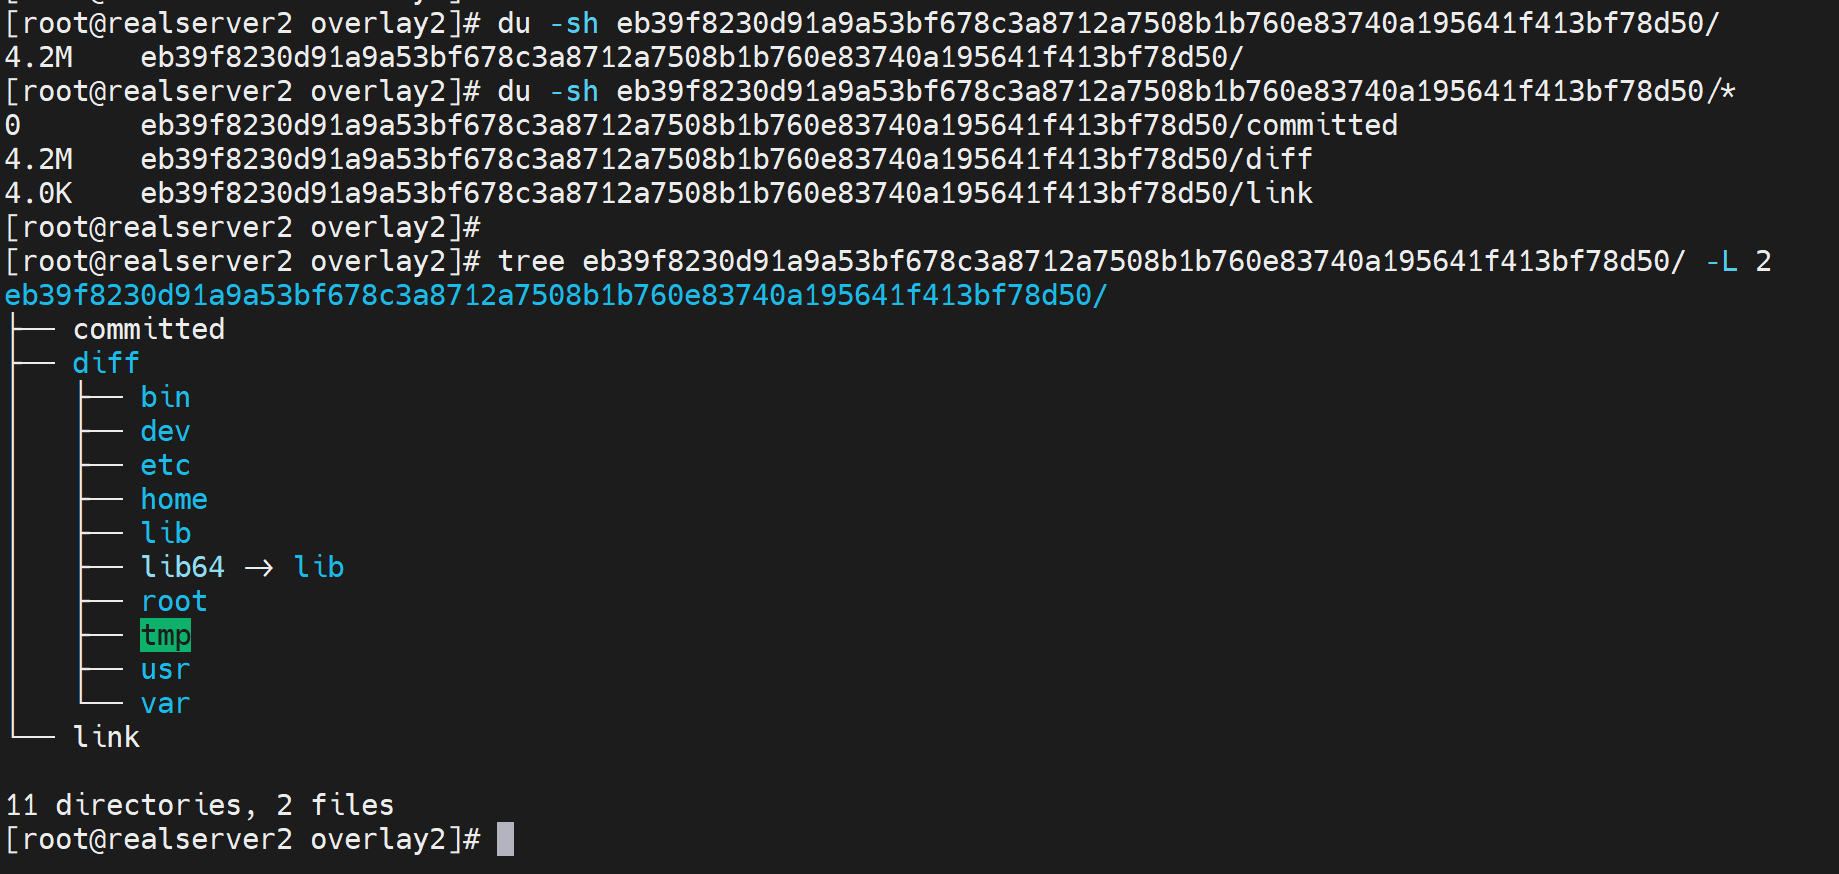 [root@realserver2 overlay2]# du -sh eb39f8230d91a9a53bf678c3a8712a7508b1b760e83740a195641f413bf78d50/
4.2M    eb39f8230d91a9a53bf678c3a8712a7508b1b760e83740a195641f413bf78d50/
[root@realserver2 overlay2]# du -sh eb39f8230d91a9a53bf678c3a8712a7508b1b760e83740a195641f413bf78d50/*
0       eb39f8230d91a9a53bf678c3a8712a7508b1b760e83740a195641f413bf78d50/committed
4.2M    eb39f8230d91a9a53bf678c3a8712a7508b1b760e83740a195641f413bf78d50/diff
4.0K    eb39f8230d91a9a53bf678c3a8712a7508b1b760e83740a195641f413bf78d50/link
[root@realserver2 overlay2]#
[root@realserver2 overlay2]# tree eb39f8230d91a9a53bf678c3a8712a7508b1b760e83740a195641f413bf78d50/ -L 2
eb39f8230d91a9a53bf678c3a8712a7508b1b760e83740a195641f413bf78d50/
├── committed
├── diff
│   ├── bin
│   ├── dev
│   ├── etc
│   ├── home
│   ├── lib
│   ├── lib64 -> lib
│   ├── root
│   ├── tmp
│   ├── usr
│   └── var
└── link

11 directories, 2 files
[root@realserver2 overlay2]#